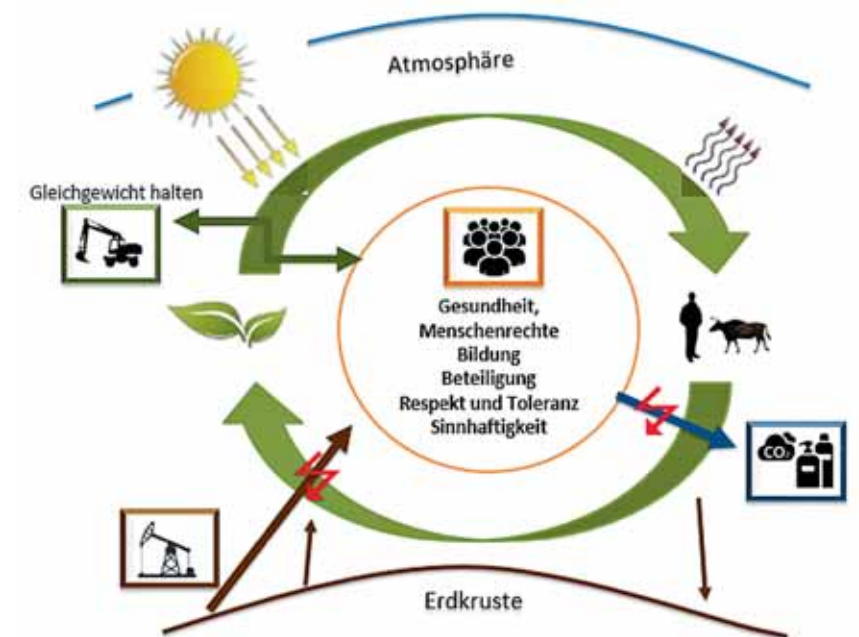 Atmosphäre
Gleichgewicht halten
Gesundheit,
Menschenrechte
Bildung
Beteiligung
Respekt und Toleranz
Sinnhaftigkeit
CO₂
Erdkruste